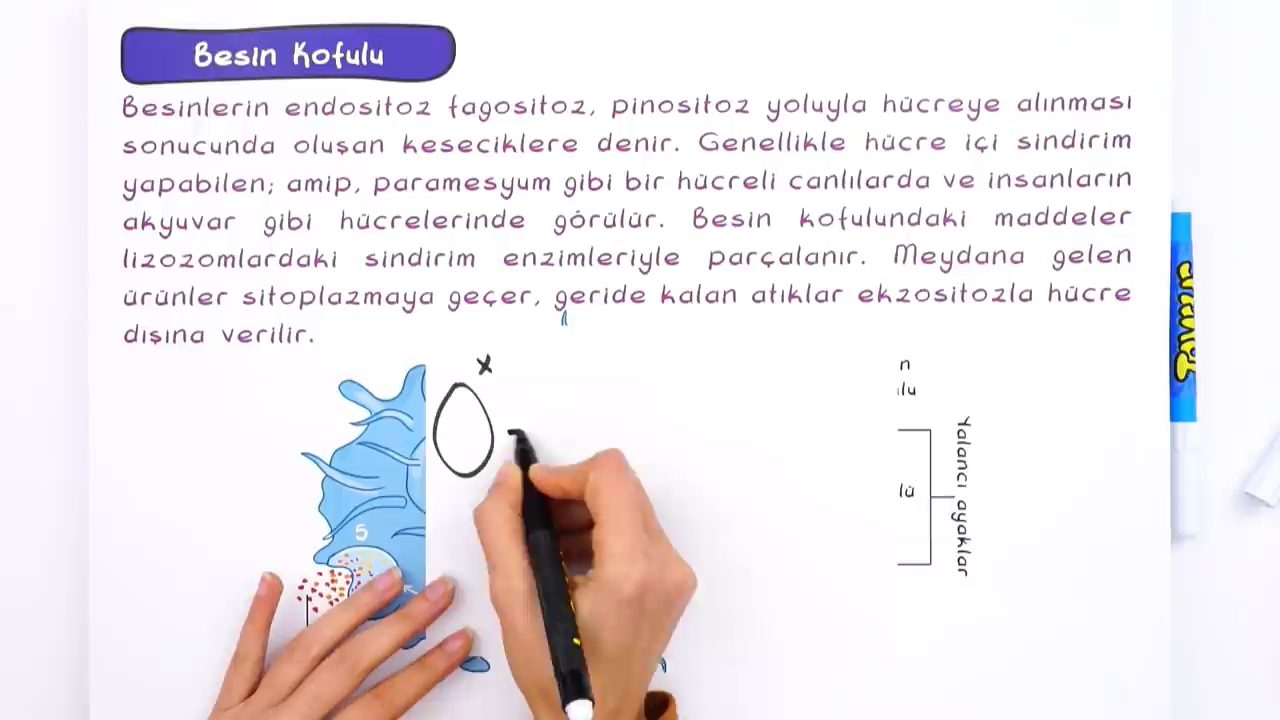 Besin Kofulu
Besinlerin endositoz fagositoz, pinositoz yoluyla hücreye alınması
sonucunda oluşan keseciklere denir. Genellikle hücre içi sindirim
yapabilen; amip, paramesyum gibi bir hücreli canlılarda ve insanların
akyuvar gibi hücrelerinde görülür. Besin kofulundaki maddeler
lizozomlardaki sindirim enzimleriyle parçalanır. Meydana gelen
ürünler sitoplazmaya geçer, geride kalan atıklar ekzositozla hücre
dışına verilir.
x
n
lu
Yalancı ayaklar
lü
5